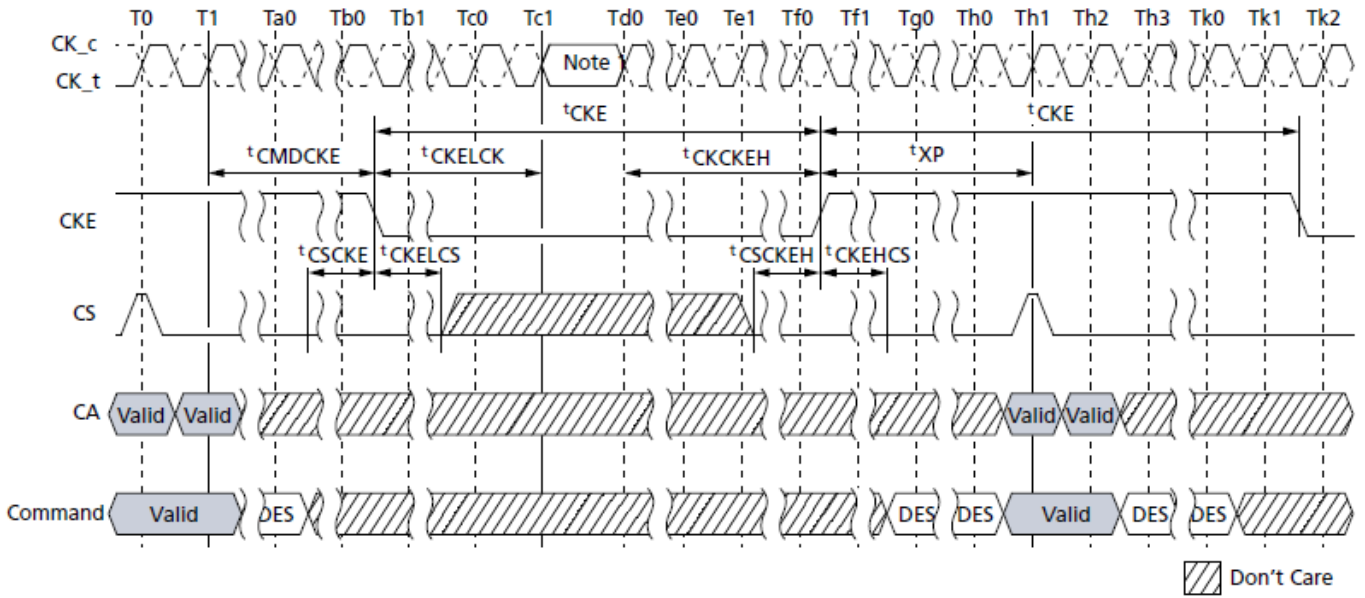 T0 T1 Ta0 Tb0 Tb1 Tc0 Tc1 Td0 Te0 Te1 Tf0 Tf1 Tg0 Th0 Th1 Th2 Th3 Tk0 Tk1 Tk2
CK_c
Note
CK_t
tCKE tCKE
tCMDCKE tCKELCK tCKCKEH tXP
CKE
tCSCKE tCKELCS tCSCKEH tCKEHCS
CS
CA Valid Valid Valid Valid
Command Valid DES DES DES Valid DES DES
Don't Care